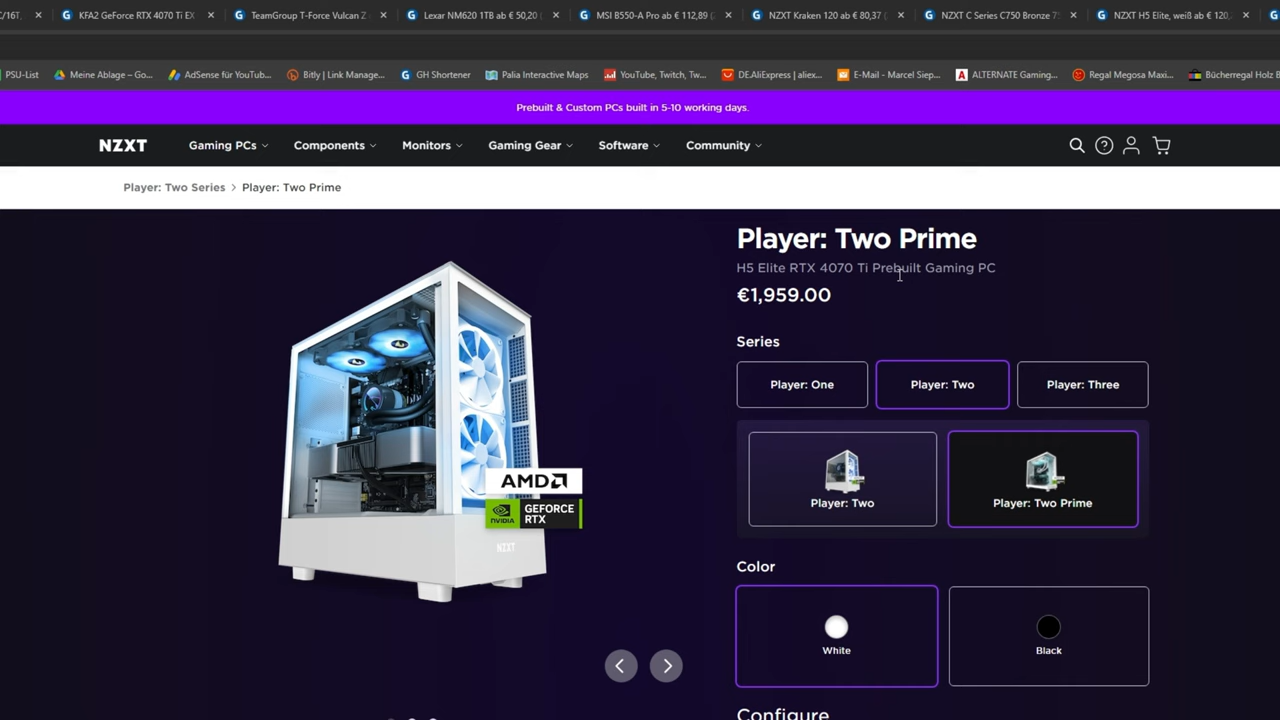 C/16T,
KFA2 GeForce RTX 4070 Ti EX
TeamGroup T-Force Vulcan Z
Lexar NM620 1TB ab € 50,20
MSI B550-A Pro ab € 112,89
NZXT Kraken 120 ab € 80,37
NZXT C Series C750 Bronze
NZXT H5 Elite, weiß ab € 120,
PSU-List
Meine Ablage – Go...
AdSense für YouTub...
Bitly | Link Manage...
GH Shortener
Palia Interactive Maps
YouTube, Twitch, Tw...
DE.AliExpress | aliex...
E-Mail - Marcel Siep...
ALTERNATE Gaming...
Regal Megosa Maxi...
Bücherregal Holz B
Prebuilt & Custom PCs built in 5-10 working days.
NZXT
Gaming PCs
Components
Monitors
Gaming Gear
Software
Community
Player: Two Series > Player: Two Prime
Player: Two Prime
H5 Elite RTX 4070 Ti Prebuilt Gaming PC
€1,959.00
Series
Player: One
Player: Two
Player: Three
Player: Two
Player: Two Prime
AMD
NVIDIA
GEFORCE
RTX
NZXT
Color
White
Black
Configure